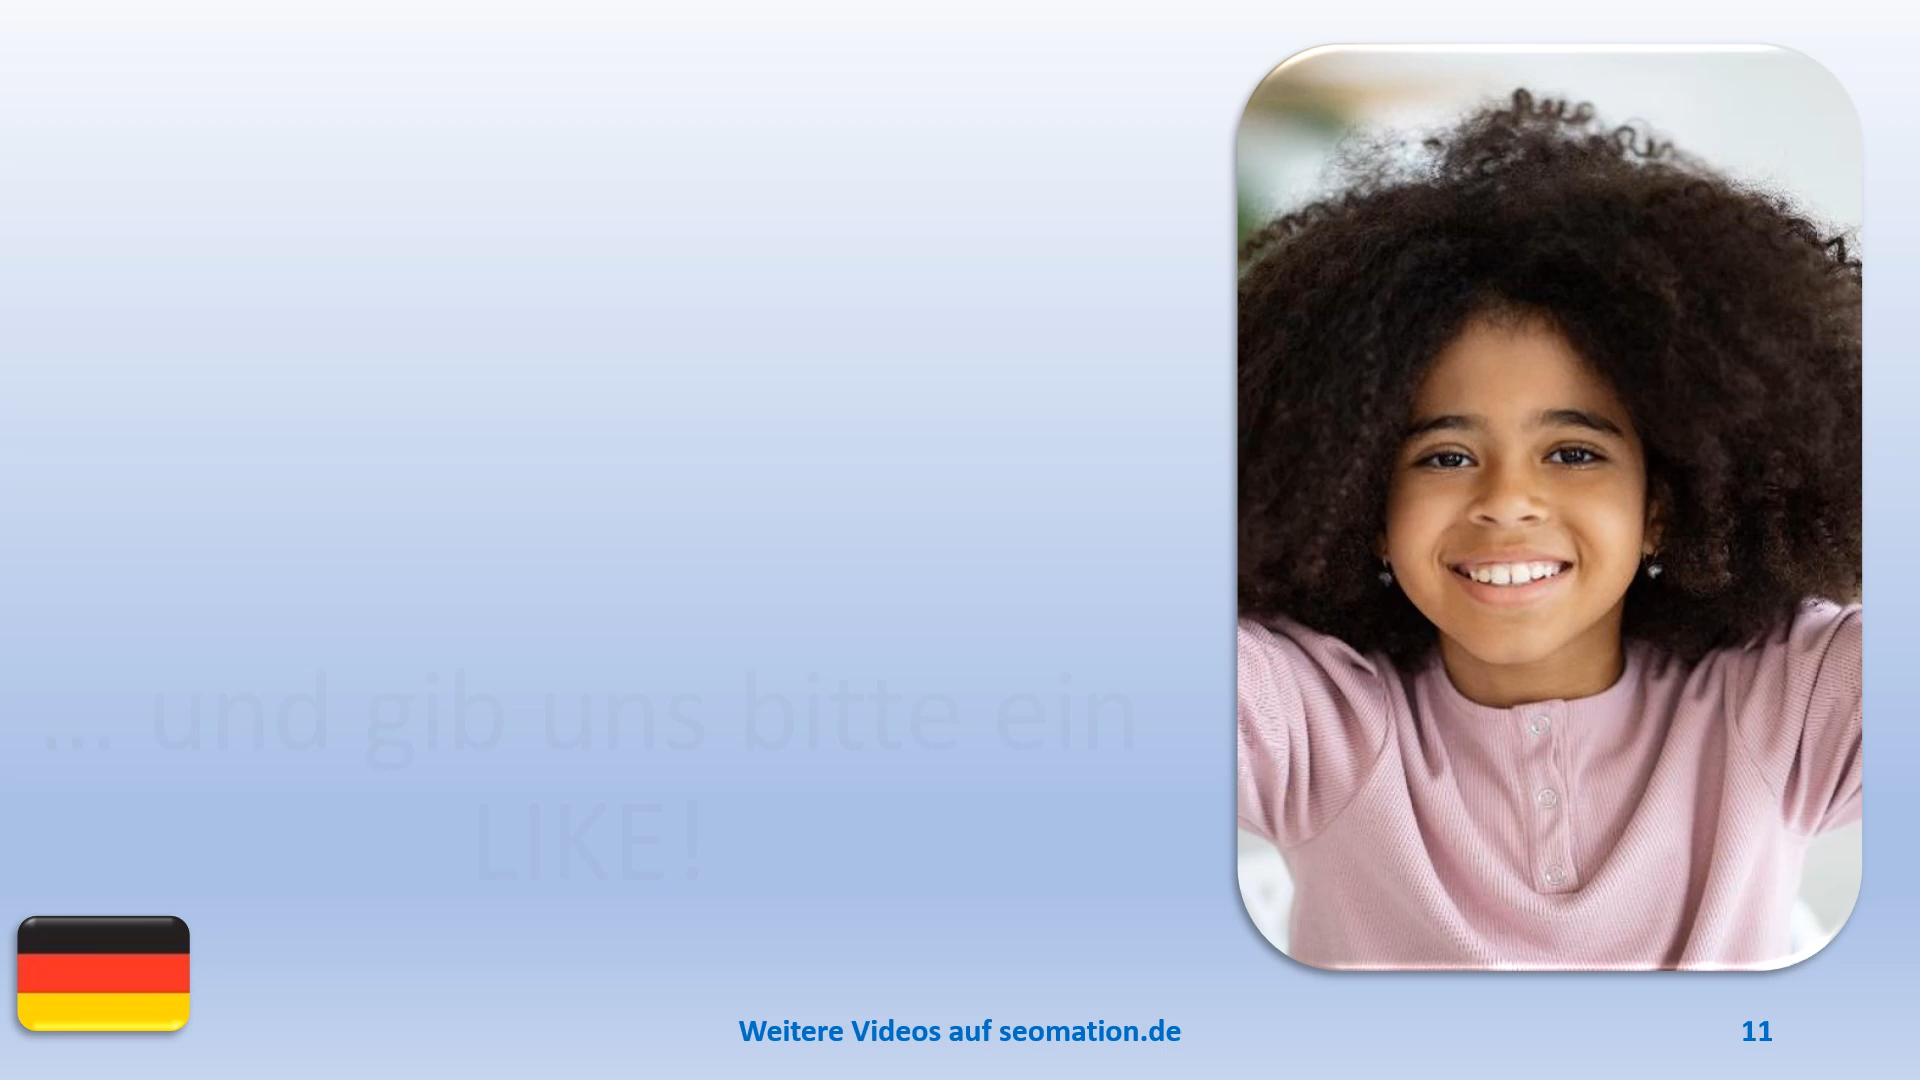 ... und gib uns bitte ein
LIKE!
Weitere Videos auf seomation.de
11